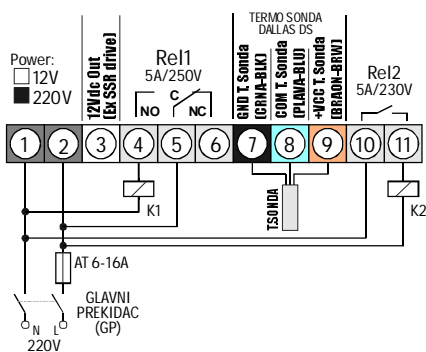 TERMO SONDA
DALLAS DS
Power:
12V
220V
12Vdc Out
(Ex SSR drive)
Rel1
5A/250V
C
NO
NC
GND T. Sonda
(CRNA-BLK)
COM T. Sonda
(PLAVA-BLU)
+VCC T. Sonda
(BRAON-BRW)
Rel2
5A/230V
1 2 3 4 5 6 7 8 9 10 11
K1
T.SONDA
K2
AT 6-16A
GLAVNI
PREKIDAC
(GP)
N L
220V